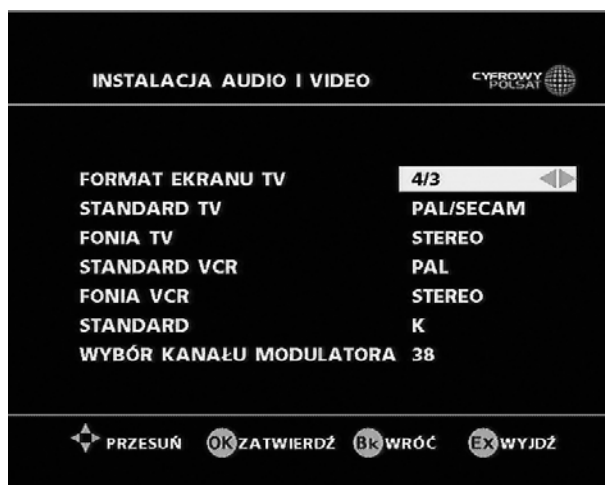 INSTALACJA AUDIO I VIDEO CYFROWY POLSAT
FORMAT EKRANU TV 4/3
STANDARD TV PAL/SECAM
FONIA TV STEREO
STANDARD VCR PAL
FONIA VCR STEREO
STANDARD K
WYBÓR KANAŁU MODULATORA 38
PRZESUŃ OK ZATWIERDŹ Bk WRÓĆ EX WYJDŹ